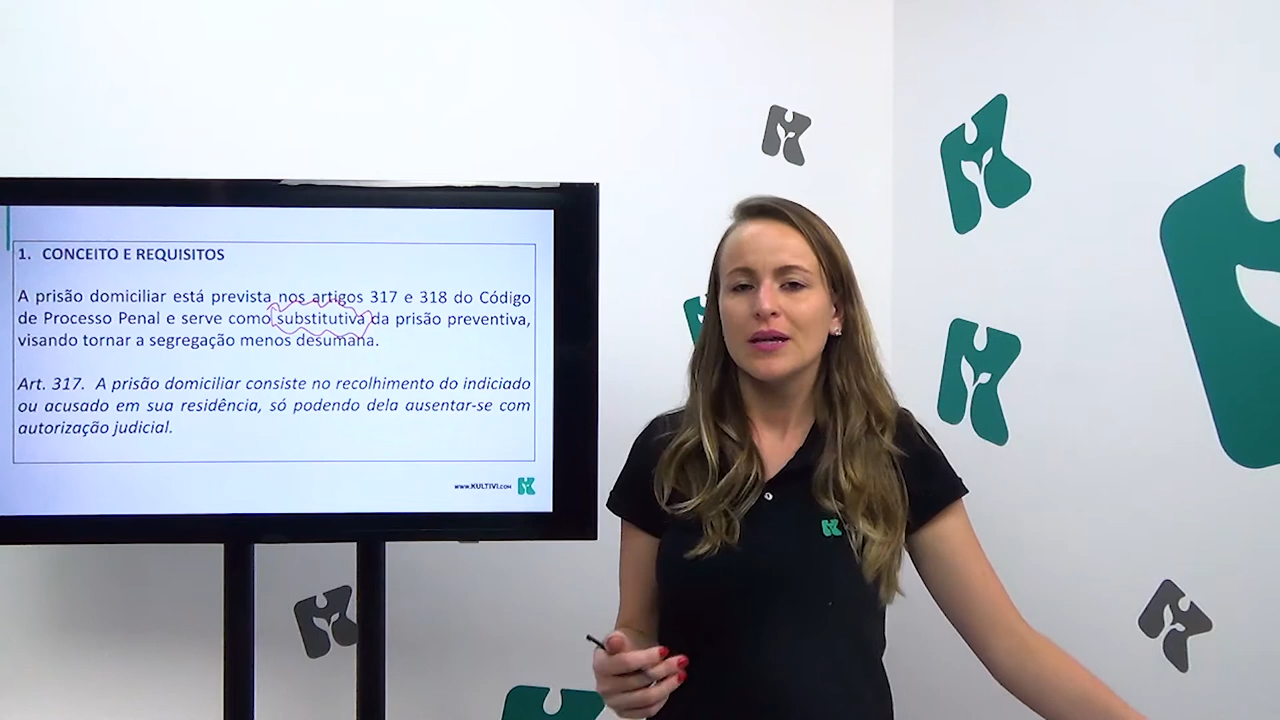 1. CONCEITO E REQUISITOS
A prisão domiciliar está prevista nos artigos 317 e 318 do Código
de Processo Penal e serve como substitutiva da prisão preventiva,
visando tornar a segregação menos desumana.
Art. 317. A prisão domiciliar consiste no recolhimento do indiciado
ou acusado em sua residência, só podendo dela ausentar-se com
autorização judicial.
WWW.KULTIVI.COM